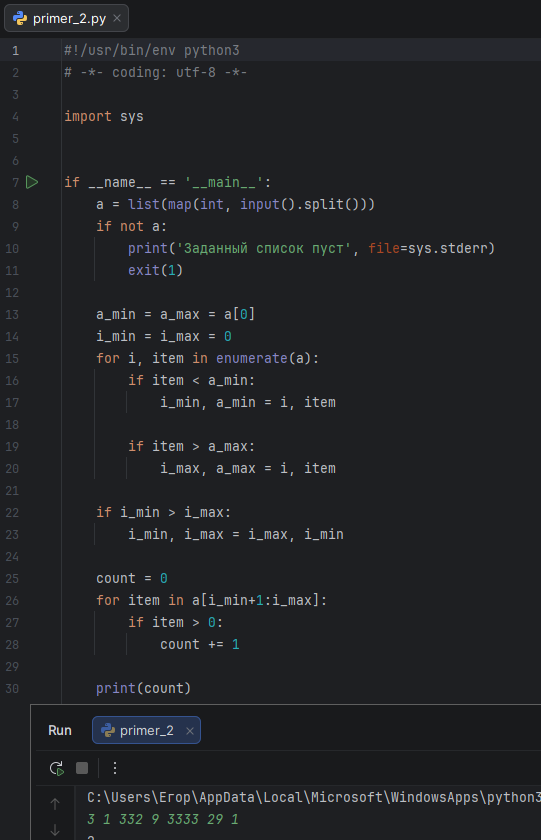 primer_2.py
1 #!/usr/bin/env python3
2 # -*- coding: utf-8 -*-
3
4 import sys
5
6
7 if __name__ == '__main__':
8 a = list(map(int, input().split()))
9 if not a:
10 print('Заданный список пуст', file=sys.stderr)
11 exit(1)
12
13 a_min = a_max = a[0]
14 i_min = i_max = 0
15 for i, item in enumerate(a):
16 if item < a_min:
17 i_min, a_min = i, item
18
19 if item > a_max:
20 i_max, a_max = i, item
21
22 if i_min > i_max:
23 i_min, i_max = i_max, i_min
24
25 count = 0
26 for item in a[i_min+1:i_max]:
27 if item > 0:
28 count += 1
29
30 print(count)
Run primer_2
C:\Users\Егор\AppData\Local\Microsoft\WindowsApps\python3
3 1 332 9 3333 29 1